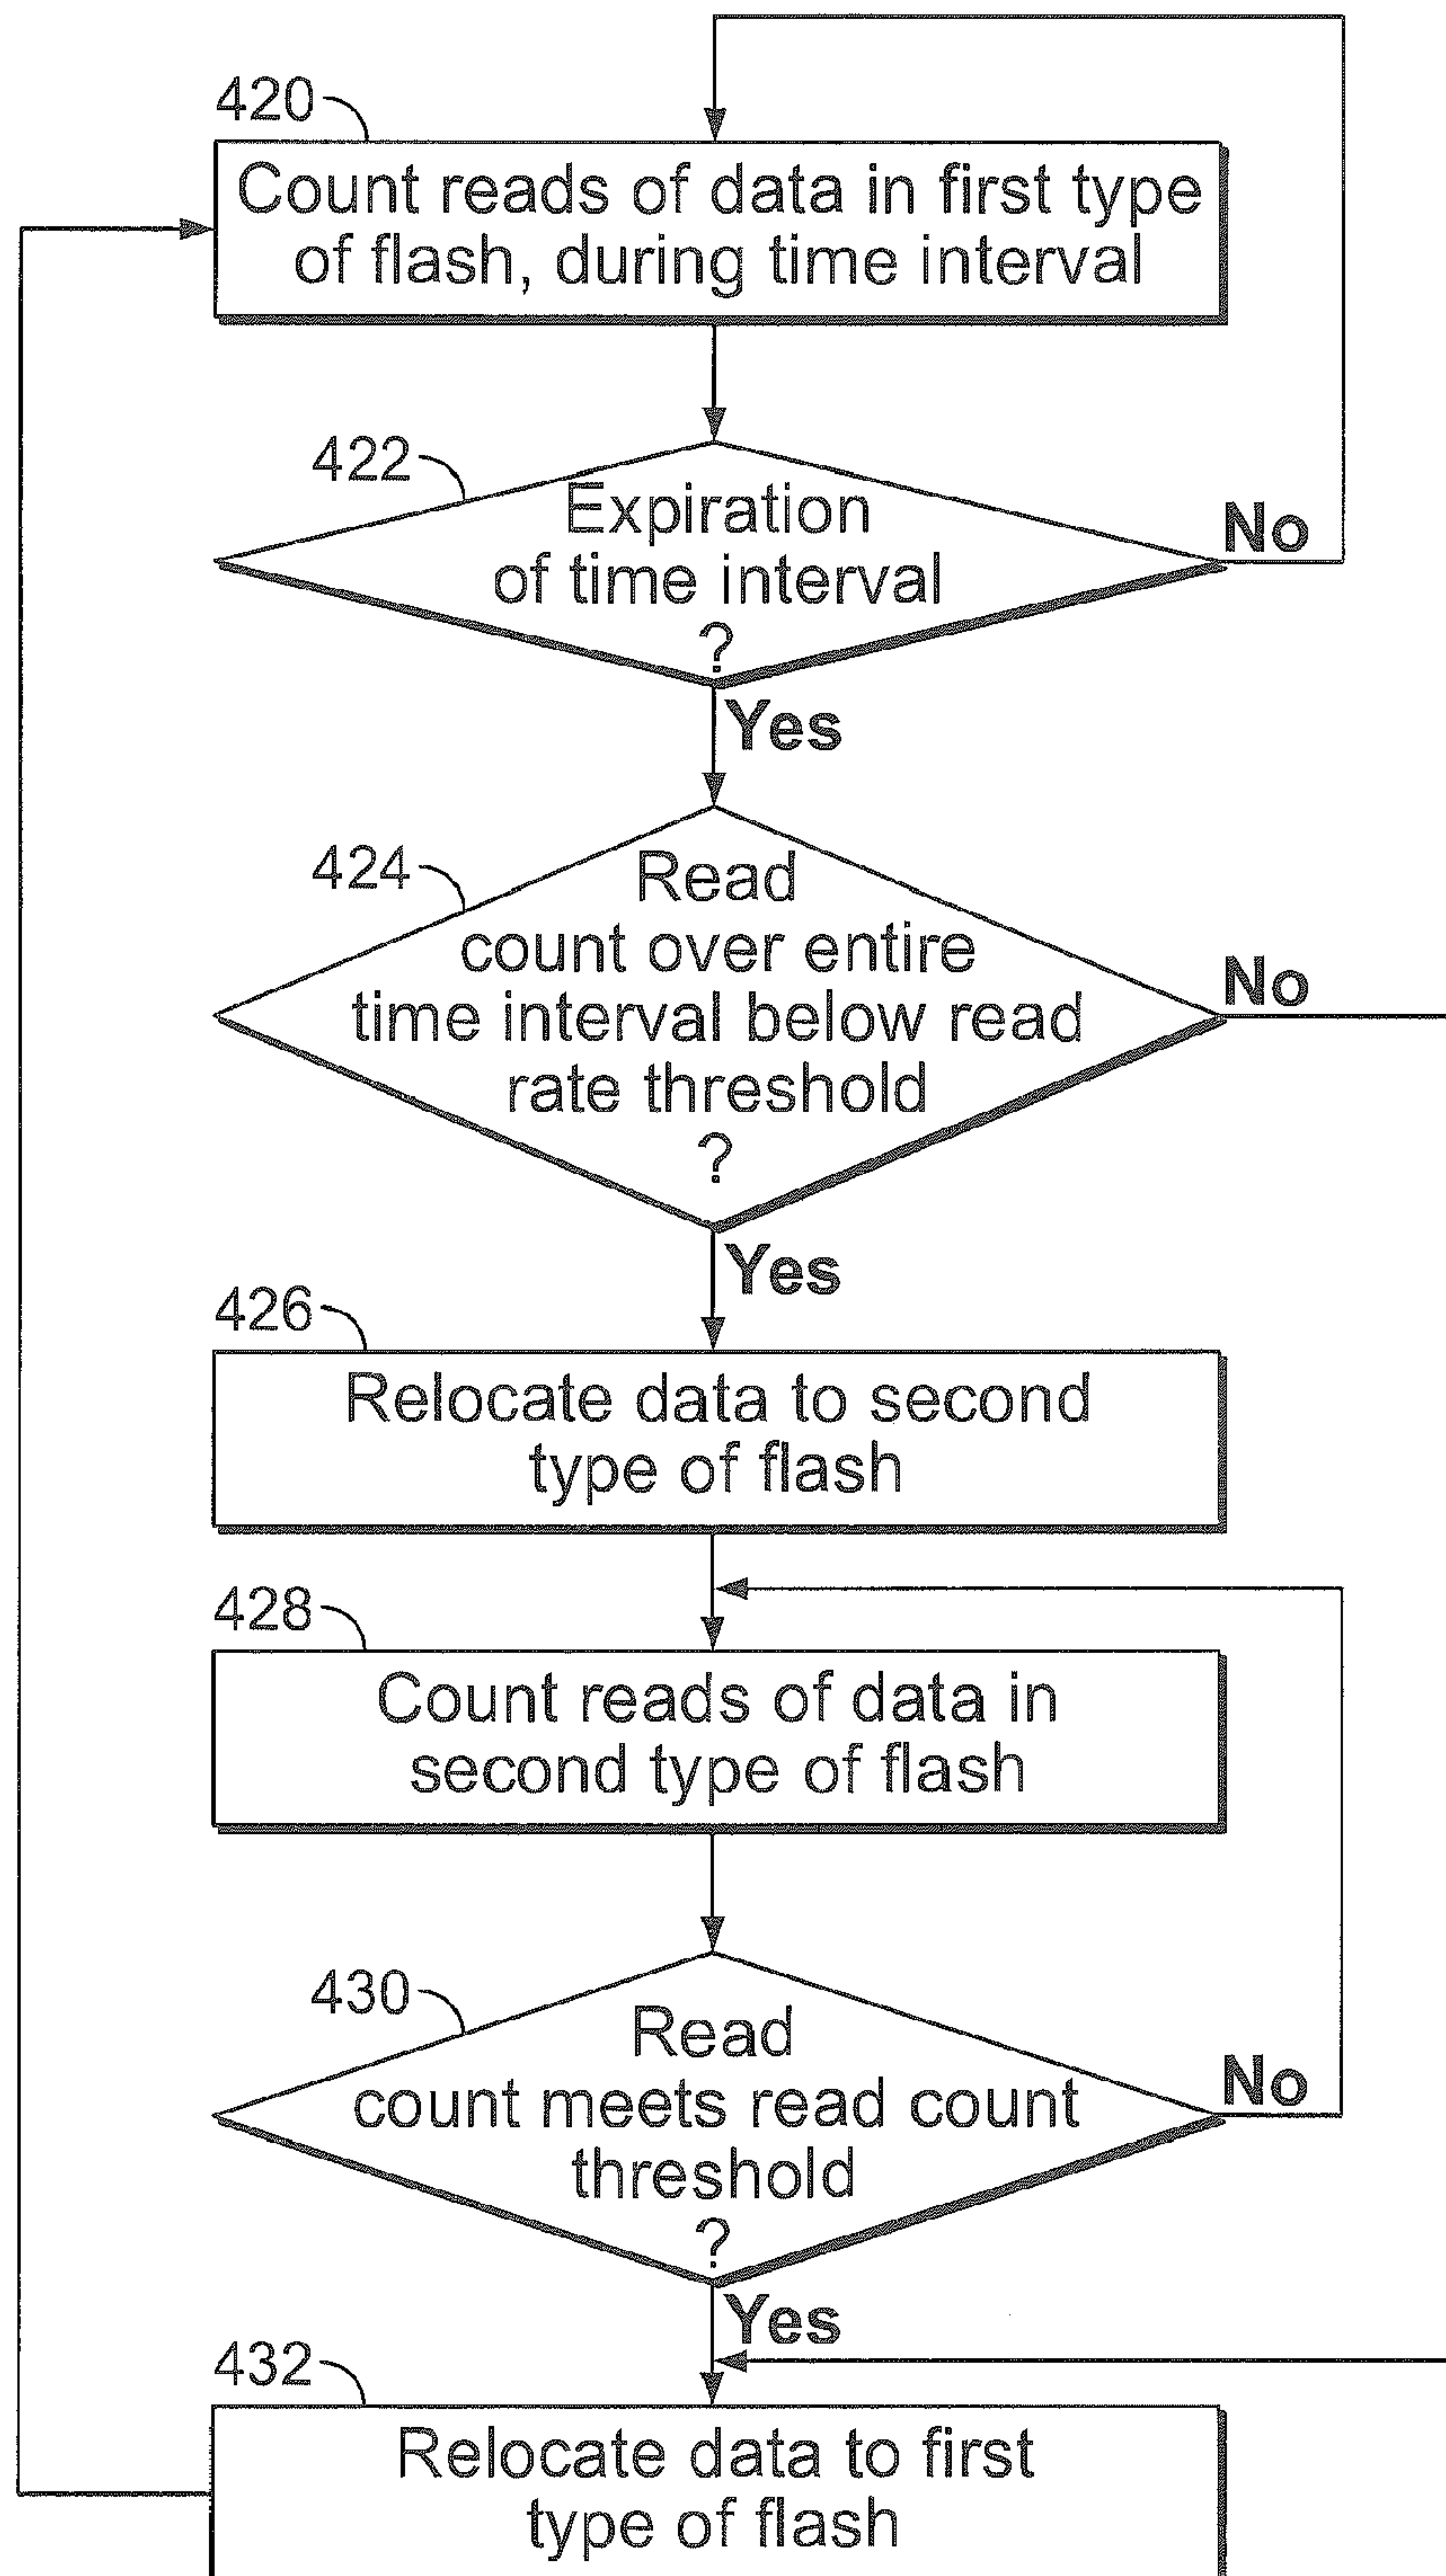 420
Count reads of data in first type
of flash, during time interval
422
Expiration
of time interval
?
No
Yes
424
Read
count over entire
time interval below read
rate threshold
?
No
Yes
426
Relocate data to second
type of flash
428
Count reads of data in
second type of flash
430
Read
count meets read count
threshold
?
No
Yes
432
Relocate data to first
type of flash